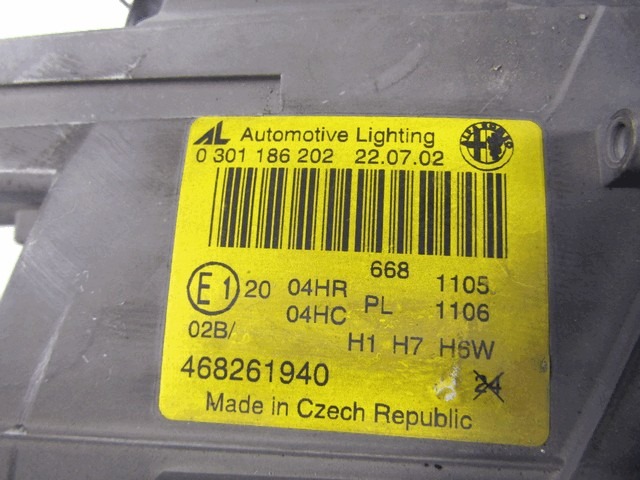 AL Automotive Lighting
0 301 186 202 22.07.02
668 1105
E1 20 04HR PL 1106
04HC
02B/ H1 H7 H6W
468261940
24
Made in Czech Republic